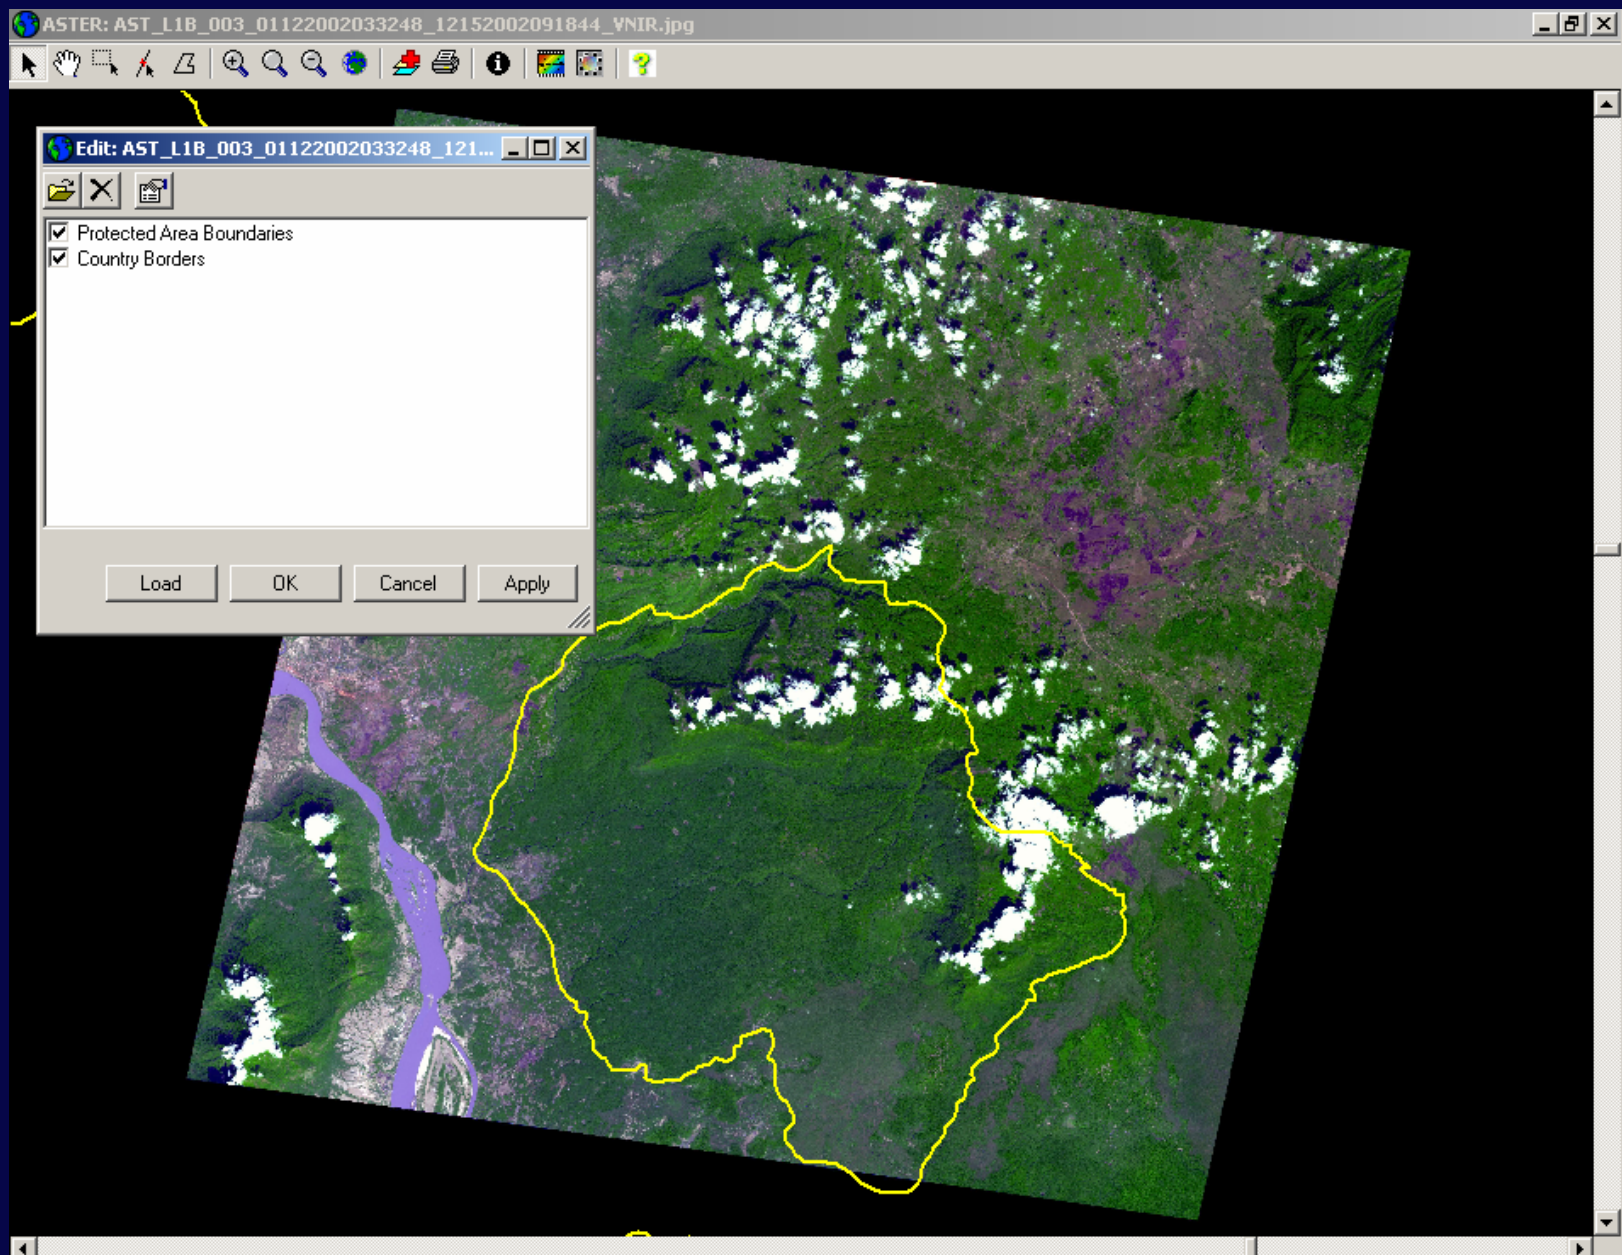 ASTER: AST_L1B_003_01122002033248_12152002091844_VNIR.jpg
Edit: AST_L1B_003_01122002033248_121...
Protected Area Boundaries
Country Borders
Load OK Cancel Apply